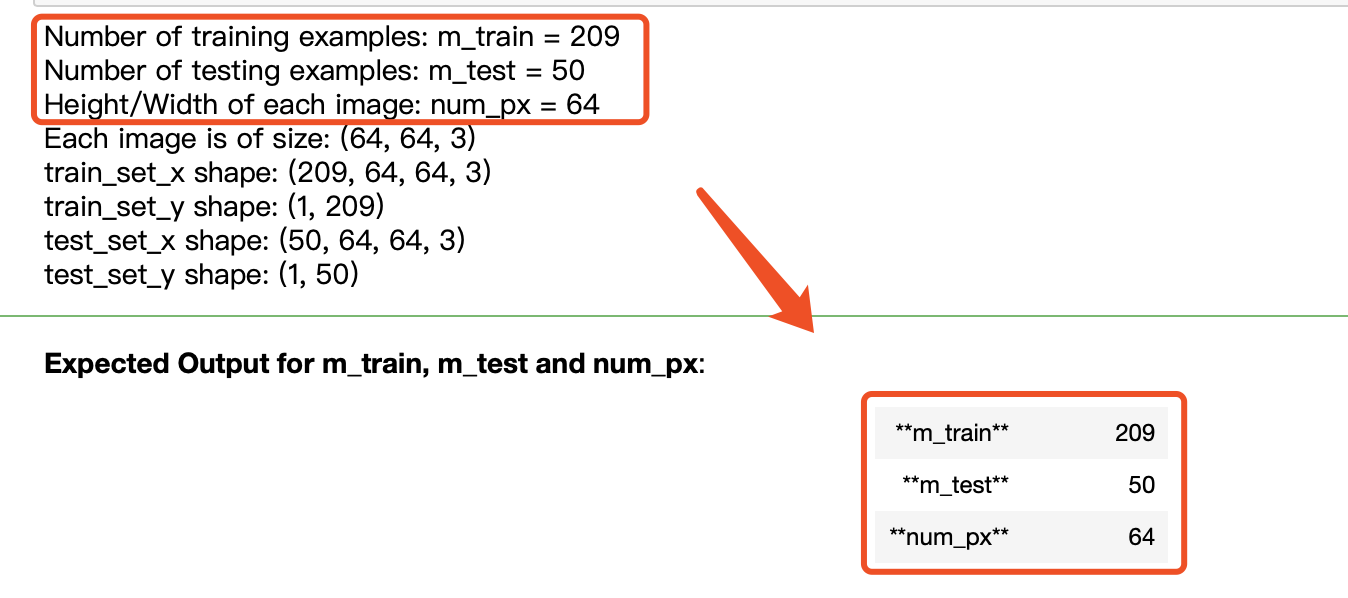 Number of training examples: m_train = 209
Number of testing examples: m_test = 50
Height/Width of each image: num_px = 64
Each image is of size: (64, 64, 3)
train_set_x shape: (209, 64, 64, 3)
train_set_y shape: (1, 209)
test_set_x shape: (50, 64, 64, 3)
test_set_y shape: (1, 50)
Expected Output for m_train, m_test and num_px:
**m_train** 209
**m_test** 50
**num_px** 64